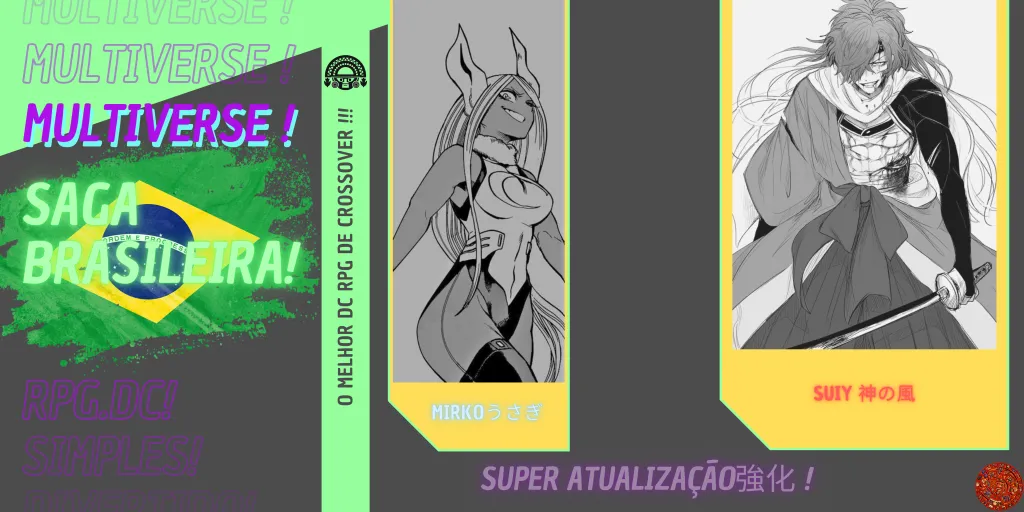 MULTIVERSE !
MULTIVERSE !
MULTIVERSE !
SAGA
BRASILEIRA!
ORDEM E PROGRESSO
RPG.DC!
SIMPLES!
O MELHOR DC RPG DE CROSSOVER !!!
MIRKOうさぎ
SUIY 神の風
SUPER ATUALIZAÇÃO強化 !